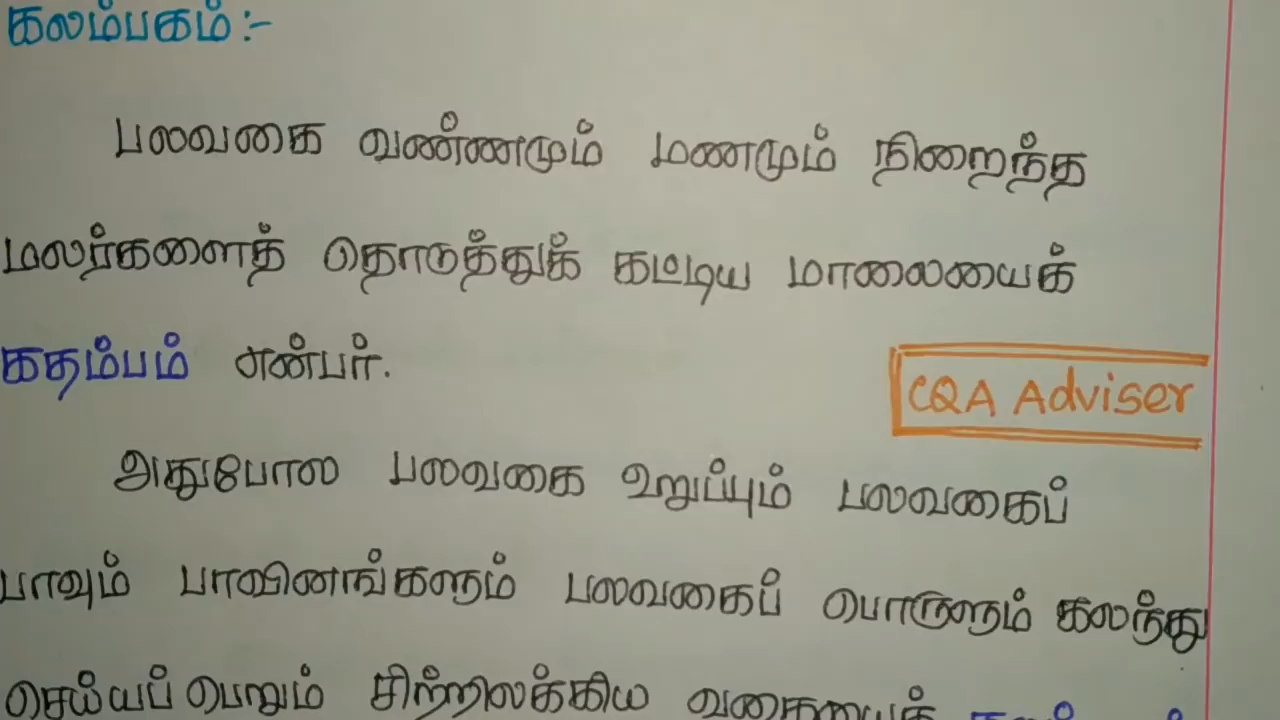 கலம்பகம் :-
பலவகை வண்ணமும் மணமும் நிறைந்த
மலர்களைத் தொடுத்துக் கட்டிய மாலையைக்
கதம்பம் என்பர்.
CQA Adviser
அதுபோல பலவகை உறுப்பும் பலவகைப்
பாவும் பாவினங்களும் பலவகைப் பொருளும் கலந்து
செய்யப் பெறும் சிற்றிலக்கிய வகையைக்